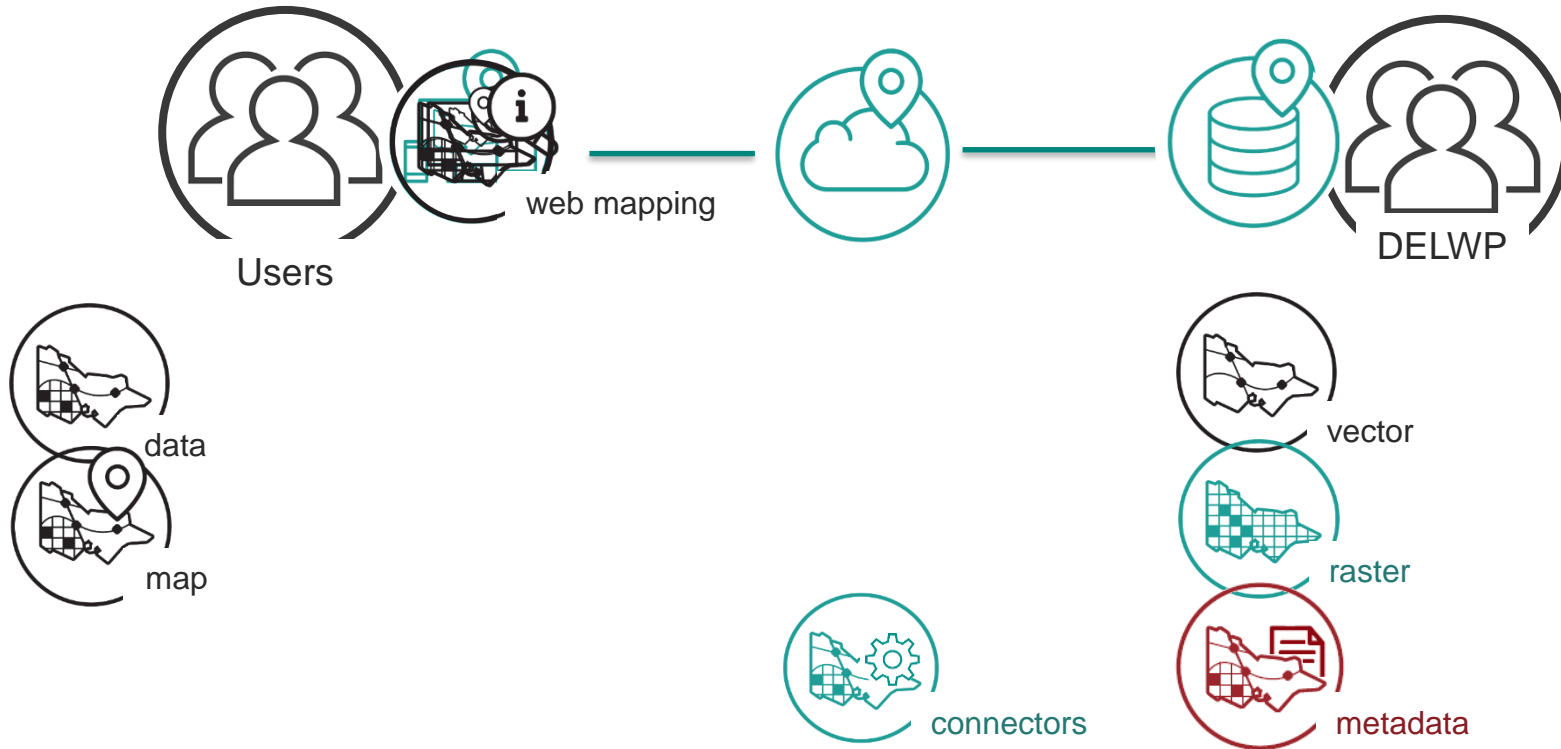 i
web mapping
Users
DELWP
data
map
vector
raster
connectors
metadata